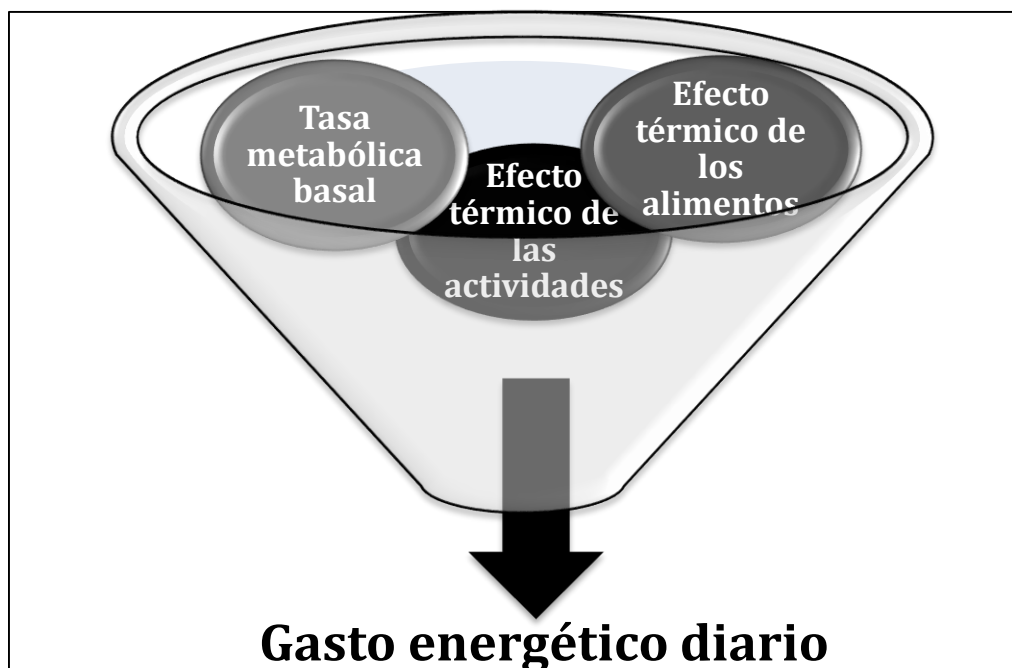 Tasa
metabólica
basal
Efecto
térmico de
las
actividades
Efecto
térmico de
los
alimentos
Gasto energético diario